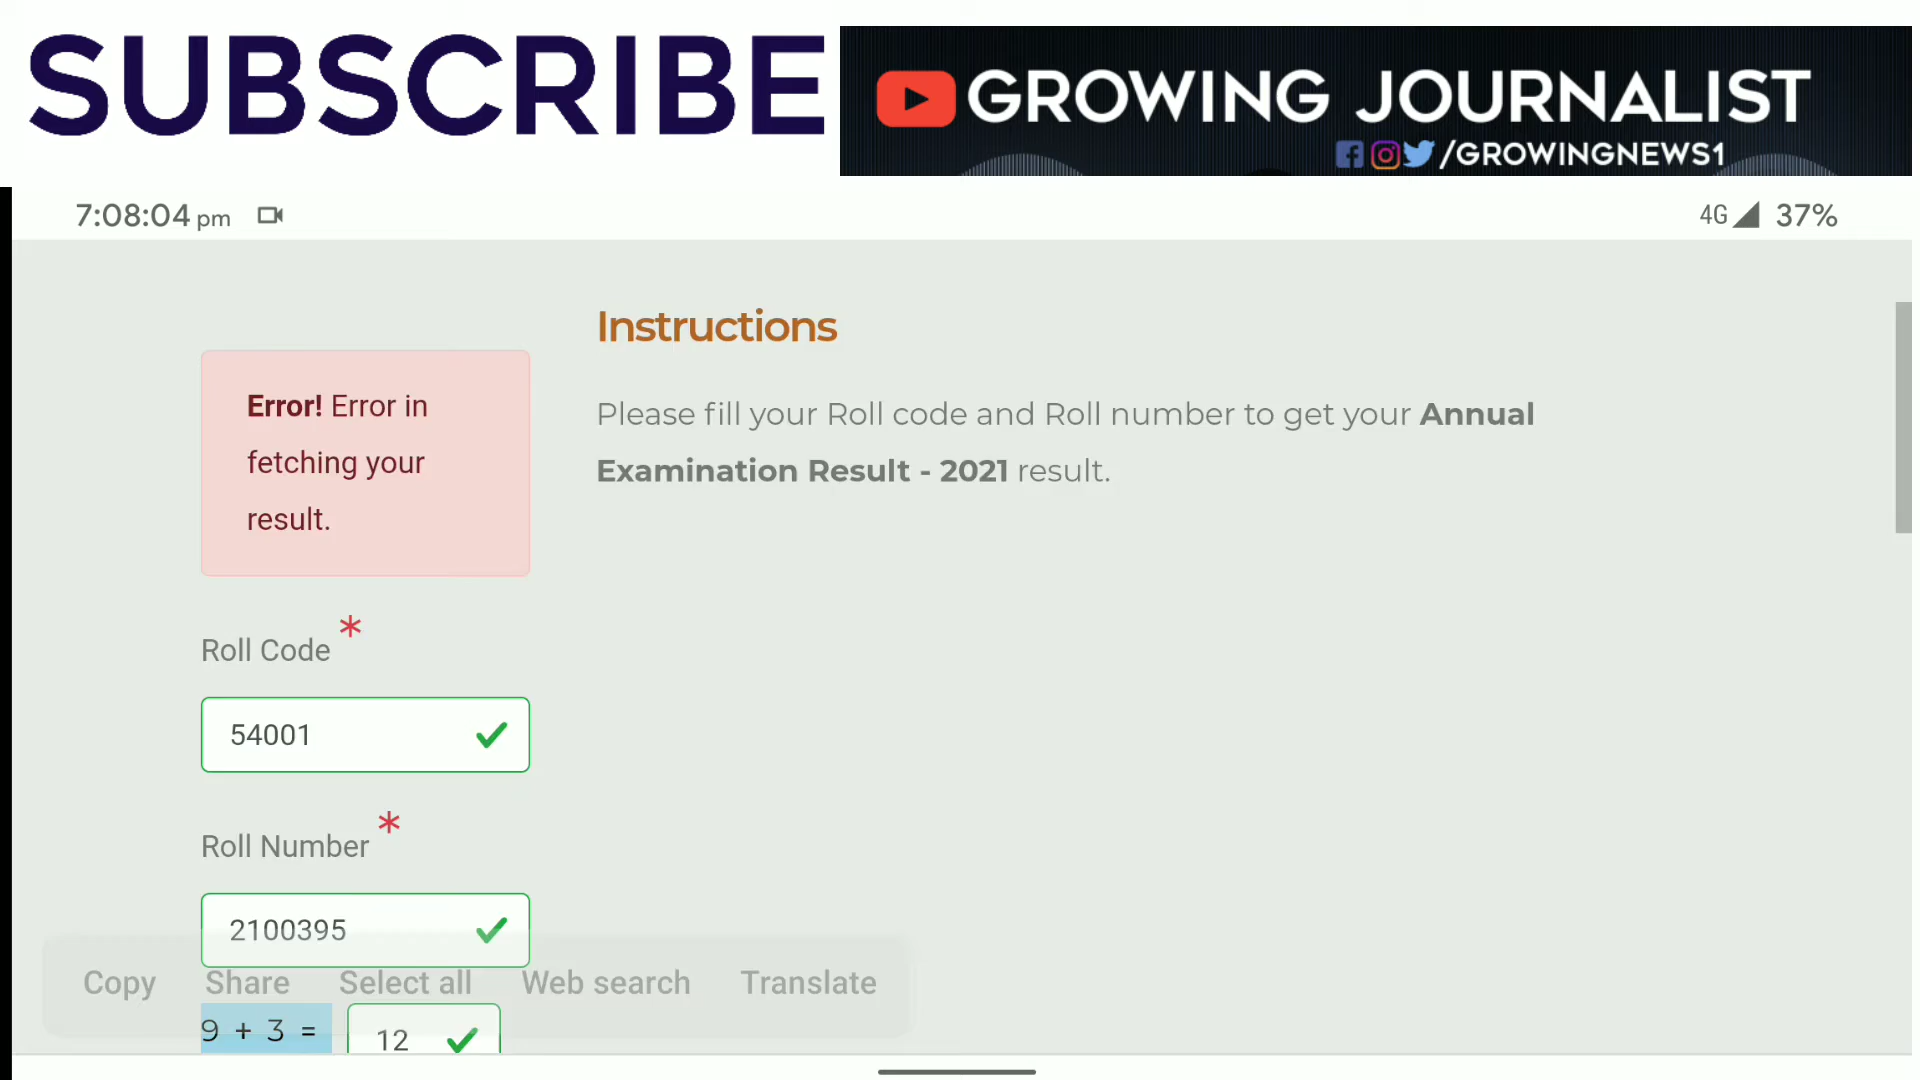 SUBSCRIBE
GROWING JOURNALIST
/GROWINGNEWS1
7:08:04 pm
4G 37%
Instructions
Please fill your Roll code and Roll number to get your Annual
Examination Result - 2021 result.
Error! Error in
fetching your
result.
Roll Code *
54001
Roll Number *
2100395
Copy Share Select all Web search Translate
9 + 3 = 12